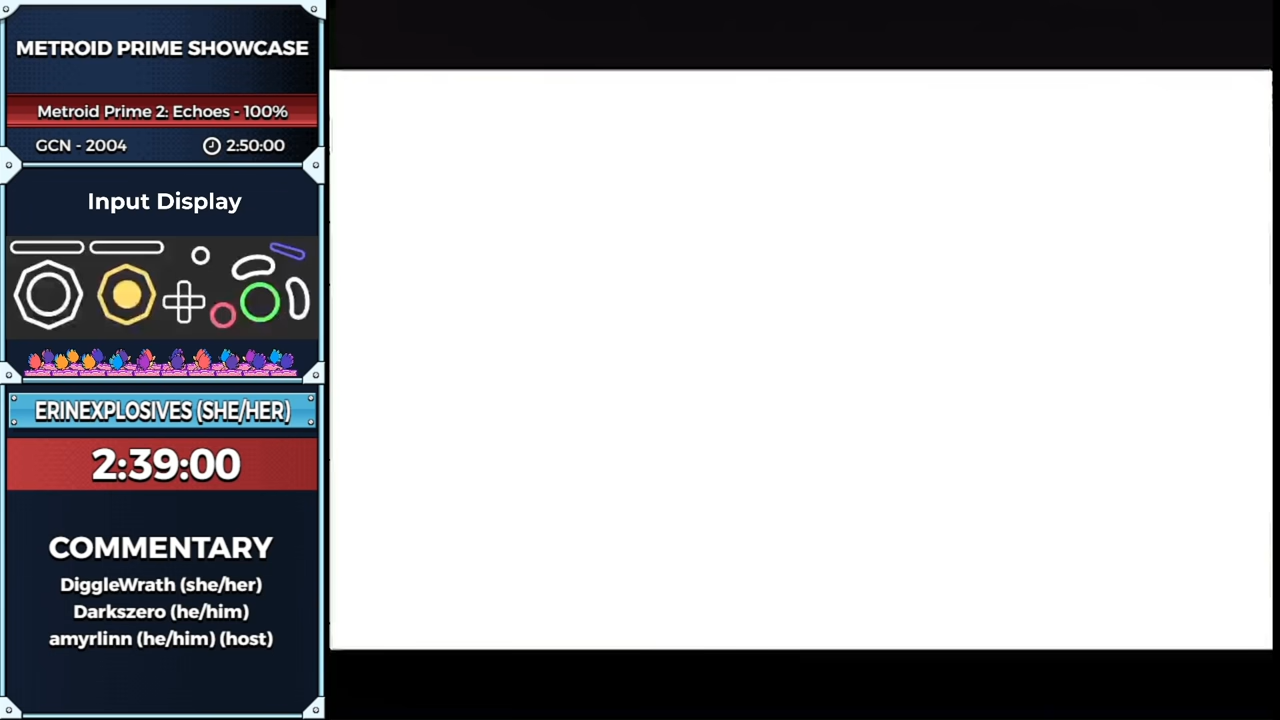 METROID PRIME SHOWCASE
Metroid Prime 2: Echoes - 100%
GCN - 2004 2:50:00
Input Display
ERINEXPLOSIVES (SHE/HER)
2:39:00
COMMENTARY
DiggleWrath (she/her)
Darkszero (he/him)
amyrlinn (he/him) (host)